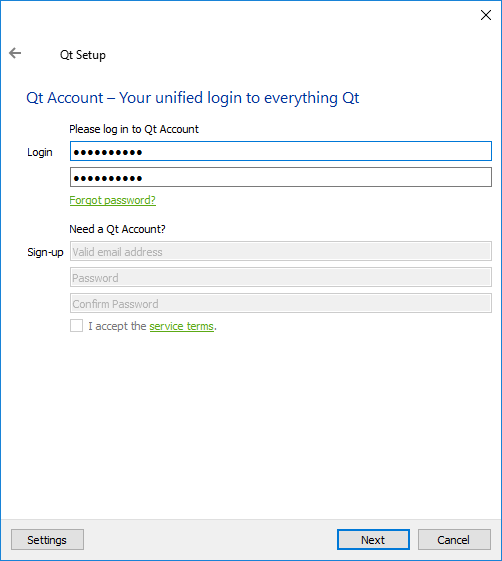 Qt Setup
Qt Account – Your unified login to everything Qt
Please log in to Qt Account
Login ●●●●●●●●●●
●●●●●●●●●●
Forgot password?
Need a Qt Account?
Sign-up Valid email address
Password
Confirm Password
I accept the service terms.
Settings Next Cancel